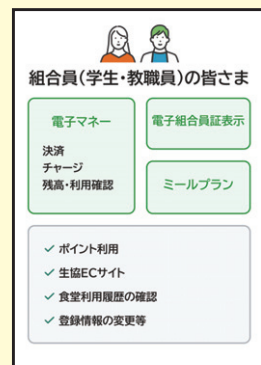 組合員(学生・教職員)の皆さま
電子マネー
決済
チャージ
残高・利用確認
電子組合員証表示
ミールプラン
✓ ポイント利用
✓ 生協ECサイト
✓ 食堂利用履歴の確認
✓ 登録情報の変更等